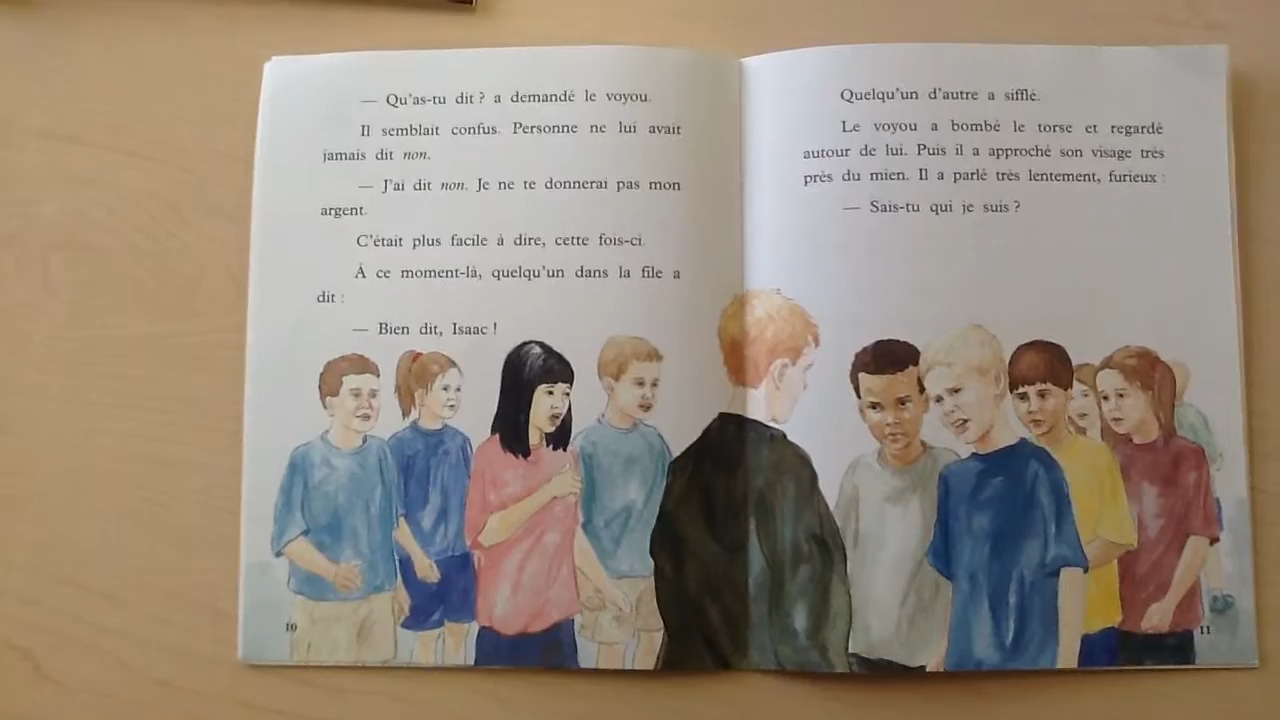 — Qu'as-tu dit ? a demandé le voyou.
Il semblait confus. Personne ne lui avait
jamais dit non.
— J'ai dit non. Je ne te donnerai pas mon
argent.
C'était plus facile à dire, cette fois-ci.
À ce moment-là, quelqu'un dans la file a
dit :
— Bien dit, Isaac !
10
Quelqu'un d'autre a sifflé.
Le voyou a bombé le torse et regardé
autour de lui. Puis il a approché son visage très
près du mien. Il a parlé très lentement, furieux :
— Sais-tu qui je suis ?
11